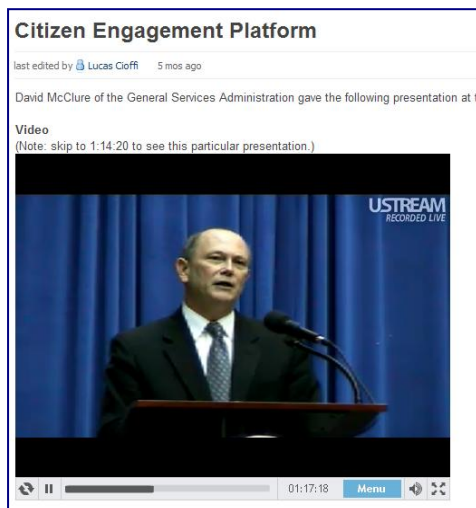 Citizen Engagement Platform
last edited by Lucas Cioffi 5 mos ago
David McClure of the General Services Administration gave the following presentation at
Video
(Note: skip to 1:14:20 to see this particular presentation.)
USTREAM
RECORDED LIVE
01:17:18 Menu